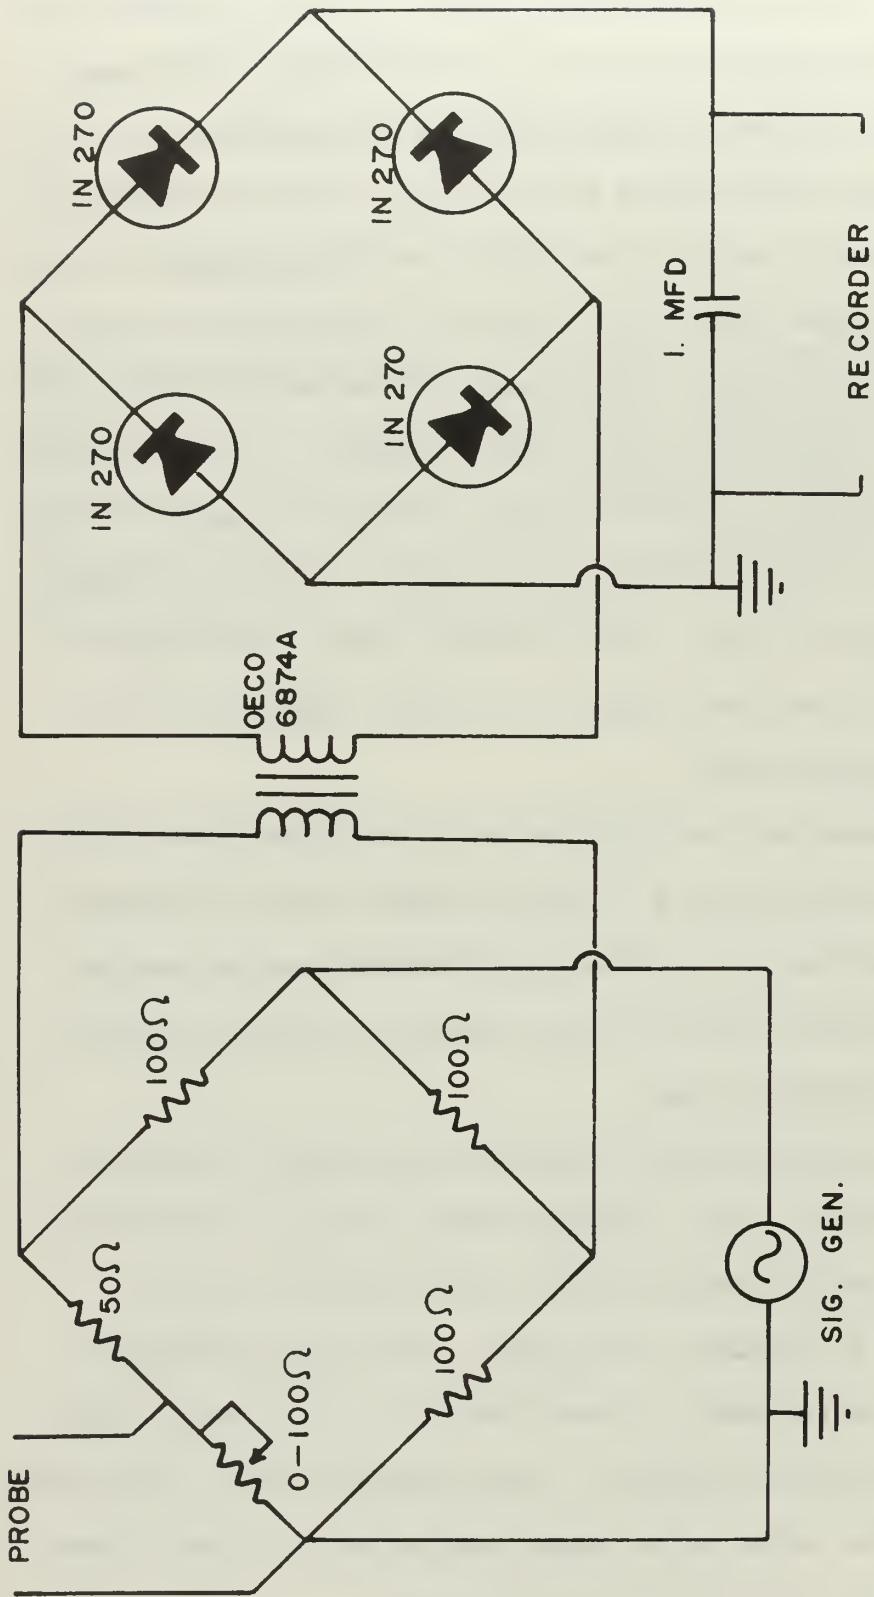 PROBE
50Ω
0–100Ω
100Ω
100Ω
100Ω
SIG. GEN.
OECO
6874A
IN 270
IN 270
IN 270
IN 270
1. MFD
RECORDER